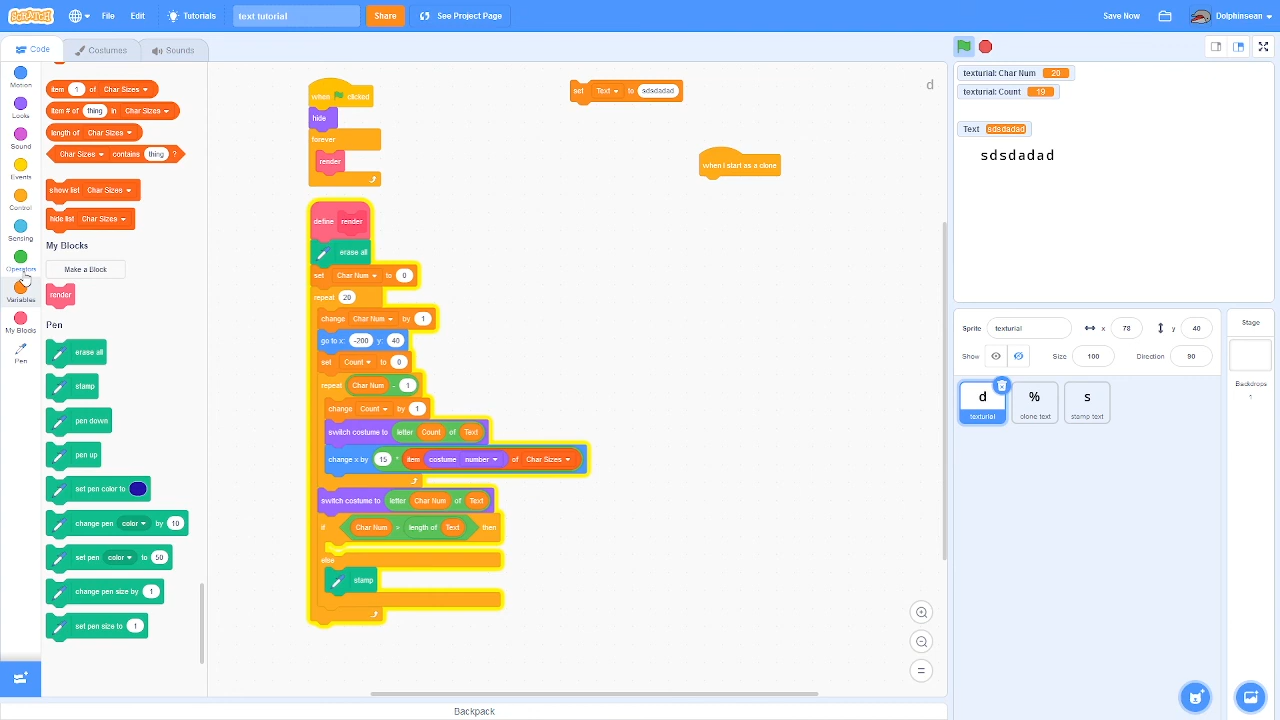 SCRATCH File Edit Tutorials text tutorial Share See Project Page Save Now Dolphinsean
Code Costumes Sounds
Motion
Looks
Sound
Events
Control
Sensing
Operators
Variables
My Blocks
Pen
item 1 of Char Sizes
item # of thing in Char Sizes
length of Char Sizes
Char Sizes contains thing ?
show list Char Sizes
hide list Char Sizes
My Blocks
Make a Block
render
Pen
erase all
stamp
pen down
pen up
set pen color to
change pen color by 10
set pen color to 50
change pen size by 1
set pen size to 1
when clicked
hide
forever
render
define render
erase all
set Char Num to 0
repeat 20
change Char Num by 1
go to x: -200 y: 40
set Count to 0
repeat Char Num - 1
change Count by 1
switch costume to letter Count of Text
change x by 15 * item costume number of Char Sizes
switch costume to letter Char Num of Text
if Char Num > length of Text then
else
stamp
set Text to sdsdadad
when I start as a clone
d
texturial: Char Num 20
texturial: Count 19
Text sdsdadad
sdsdadad
Sprite texturial x 78 y 40
Show Size 100 Direction 90
d
texturial
%
clone text
s
stamp text
Stage
Backdrops
1
Backpack